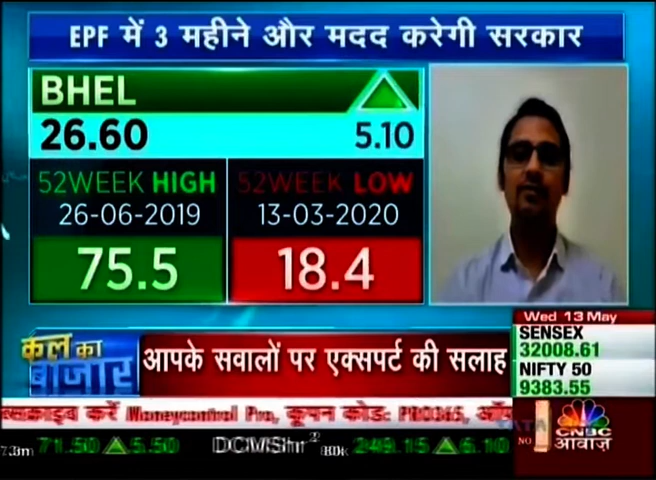 EPF में 3 महीने और मदद करेगी सरकार
BHEL
26.60 5.10
52WEEK HIGH
26-06-2019
75.5
52WEEK LOW
13-03-2020
18.4
Wed 13 May
SENSEX
32008.61
NIFTY 50
9383.55
कल का
बाज़ार
आपके सवालों पर एक्सपर्ट की सलाह
करें Moneycontrol Pro, कूपन कोड:
CNBC
आवाज़
71.50 5.50 DCMShr 249.15 6.10